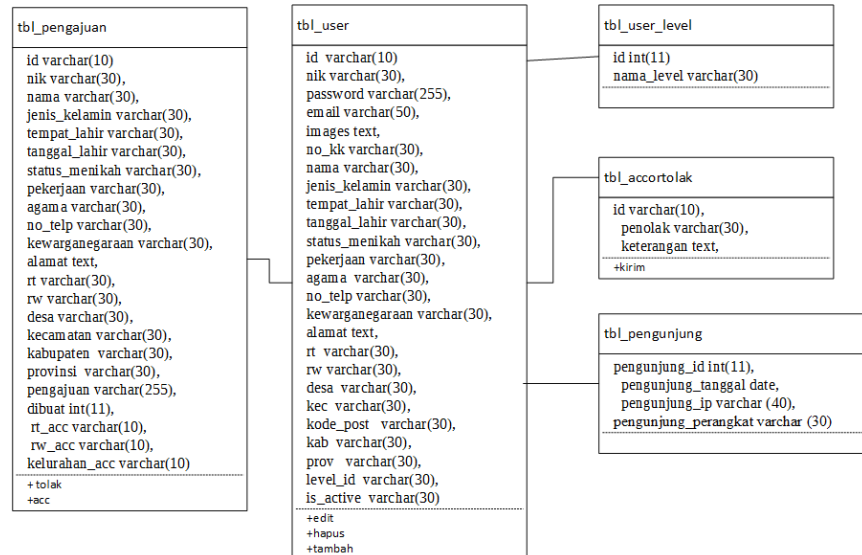 tbl_pengajuan
id varchar(10)
nik varchar(30),
nama varchar(30),
jenis_kelamin varchar(30),
tempat_lahir varchar(30),
tanggal_lahir varchar(30),
status_menikah varchar(30),
pekerjaan varchar(30),
agama varchar(30),
no_telp varchar(30),
kewarganegaraan varchar(30),
alamat text,
rt varchar(30),
rw varchar(30),
desa varchar(30),
kecamatan varchar(30),
kabupaten varchar(30),
provinsi varchar(30),
pengajuan varchar(255),
dibuat int(11),
rt_acc varchar(10),
rw_acc varchar(10),
kelurahan_acc varchar(10)
+ tolak
+acc
tbl_user
id varchar(10)
nik varchar(30),
password varchar(255),
email varchar(50),
images text,
no_kk varchar(30),
nama varchar(30),
jenis_kelamin varchar(30),
tempat_lahir varchar(30),
tanggal_lahir varchar(30),
status_menikah varchar(30),
pekerjaan varchar(30),
agama varchar(30),
no_telp varchar(30),
kewarganegaraan varchar(30),
alamat text,
rt varchar(30),
rw varchar(30),
desa varchar(30),
kec varchar(30),
kode_post varchar(30),
kab varchar(30),
prov varchar(30),
level_id varchar(30),
is_active varchar(30)
+edit
+hapus
+tambah
tbl_user_level
id int(11)
nama_level varchar(30)
tbl_accortolak
id varchar(10),
penolak varchar(30),
keterangan text,
+kirim
tbl_pengunjung
pengunjung_id int(11),
pengunjung_tanggal date,
pengunjung_ip varchar (40),
pengunjung_perangkat varchar (30)